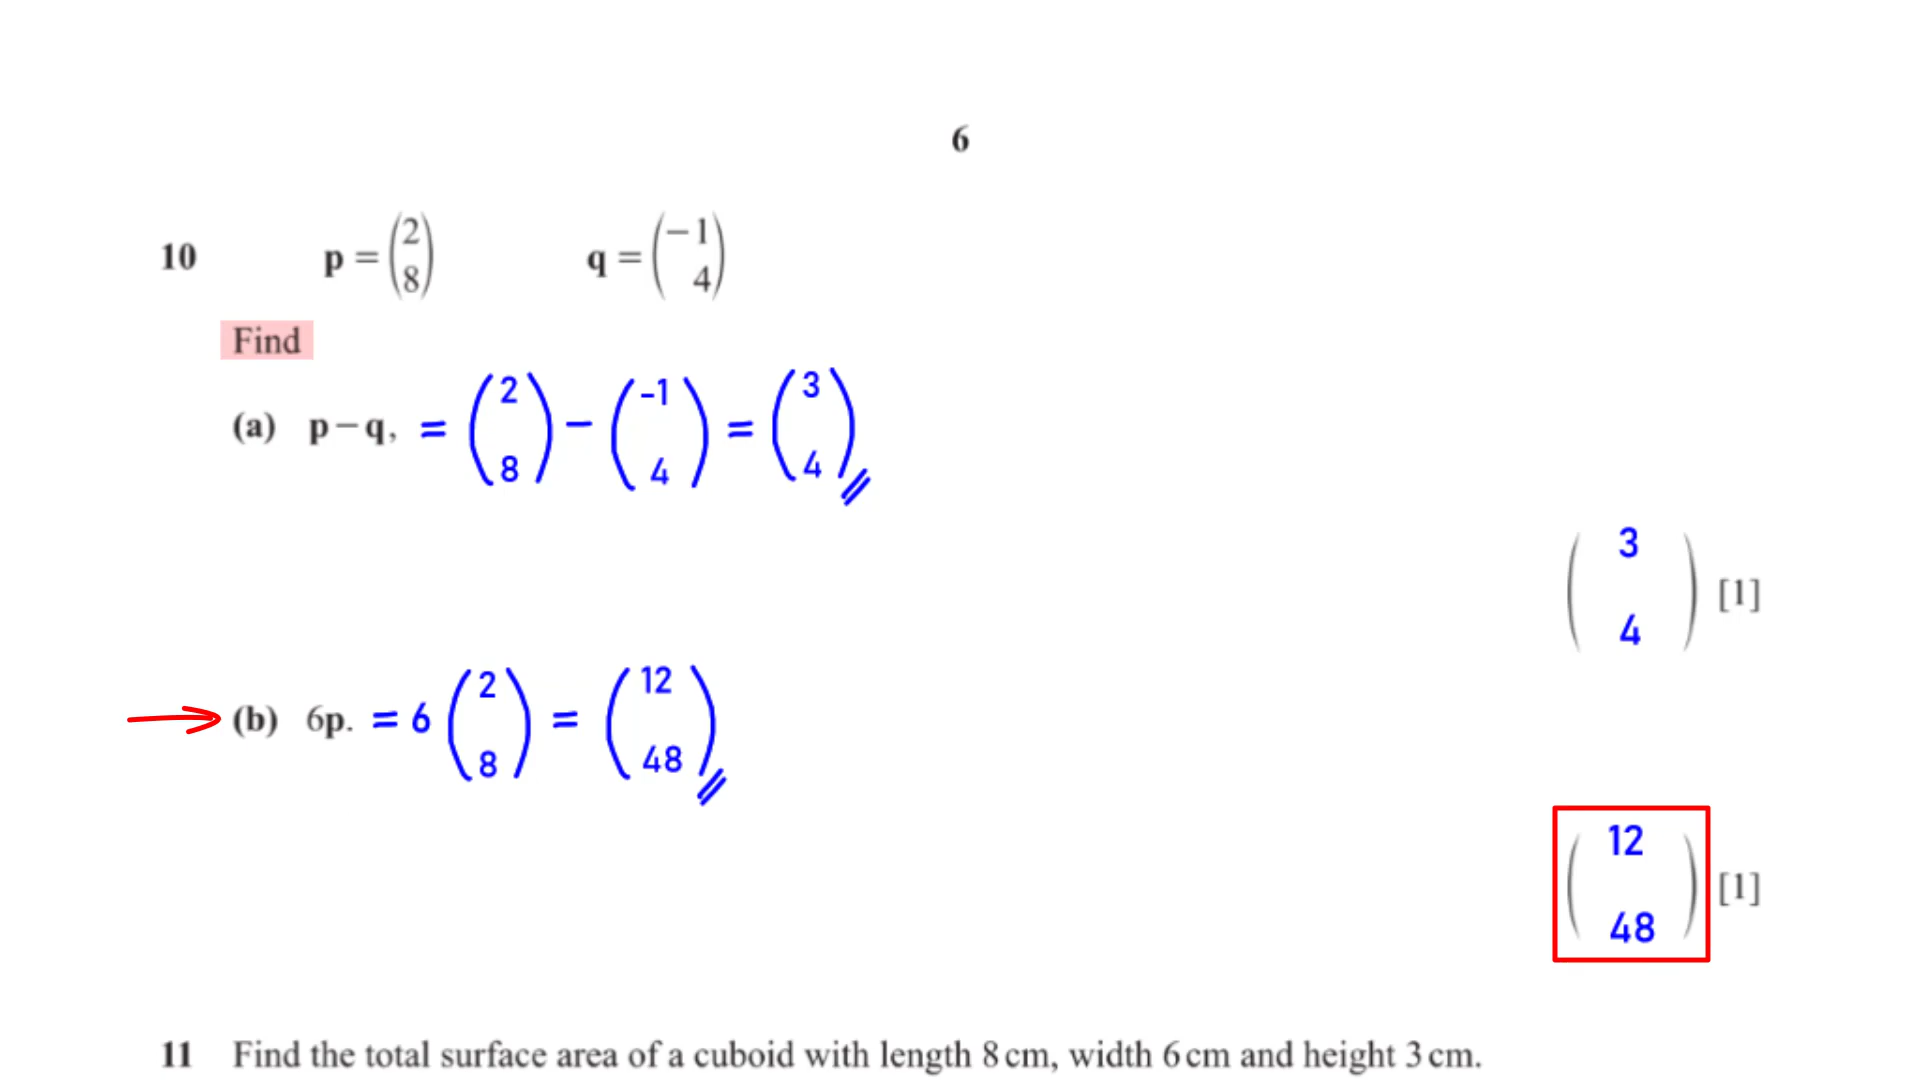 6
10 p = (2 8) q = (−1 4)
Find
(a) p − q, = (2 8) − (-1 4) = (3 4)
(3 4) [1]
(b) 6p. = 6 (2 8) = (12 48)
(12 48) [1]
11 Find the total surface area of a cuboid with length 8 cm, width 6 cm and height 3 cm.